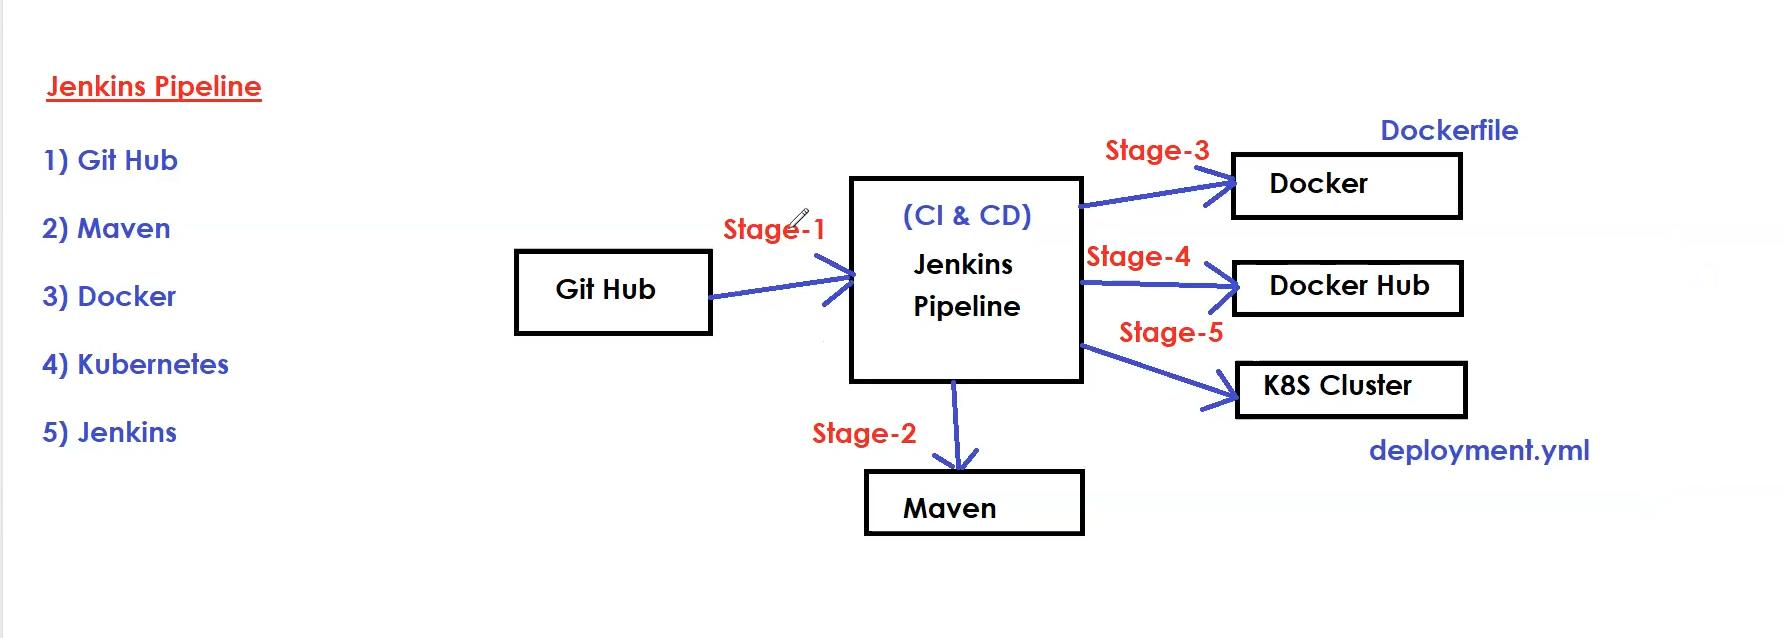 Jenkins Pipeline
1) Git Hub
2) Maven
3) Docker
4) Kubernetes
5) Jenkins
Git Hub
Stage-1
(CI & CD)
Jenkins
Pipeline
Stage-2
Maven
Stage-3
Dockerfile
Docker
Stage-4
Docker Hub
Stage-5
K8S Cluster
deployment.yml